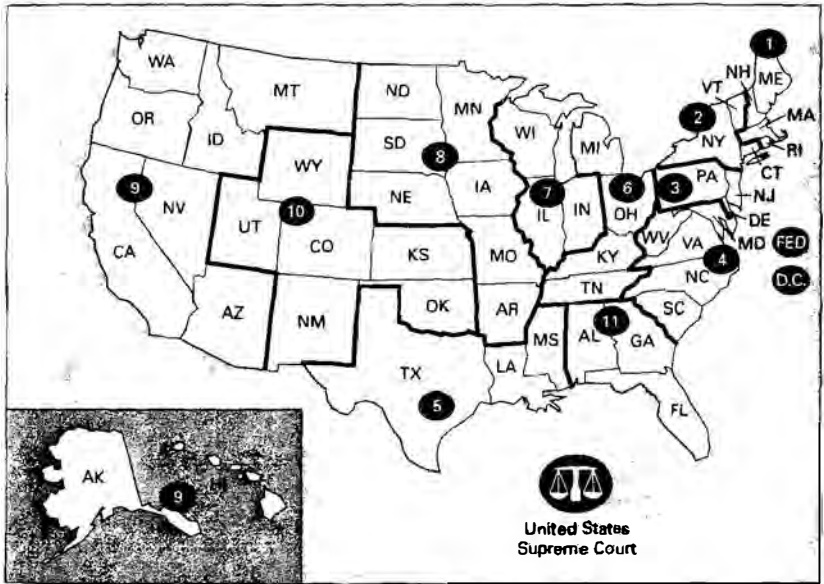 1
WA
MT
ND
MN
NH
ME
VT
MA
2
OR
ID
SD
WI
MI
NY
RI
8
WY
CT
9
NV
10
NE
IA
7
6
3
PA
NJ
UT
IL
IN
OH
DE
CA
CO
KS
MO
KY
WV
VA
MD
FED
4
NC
D.C.
AZ
NM
OK
AR
TN
SC
11
MS
AL
GA
TX
LA
5
FL
AK
9
HI
United States
Supreme Court